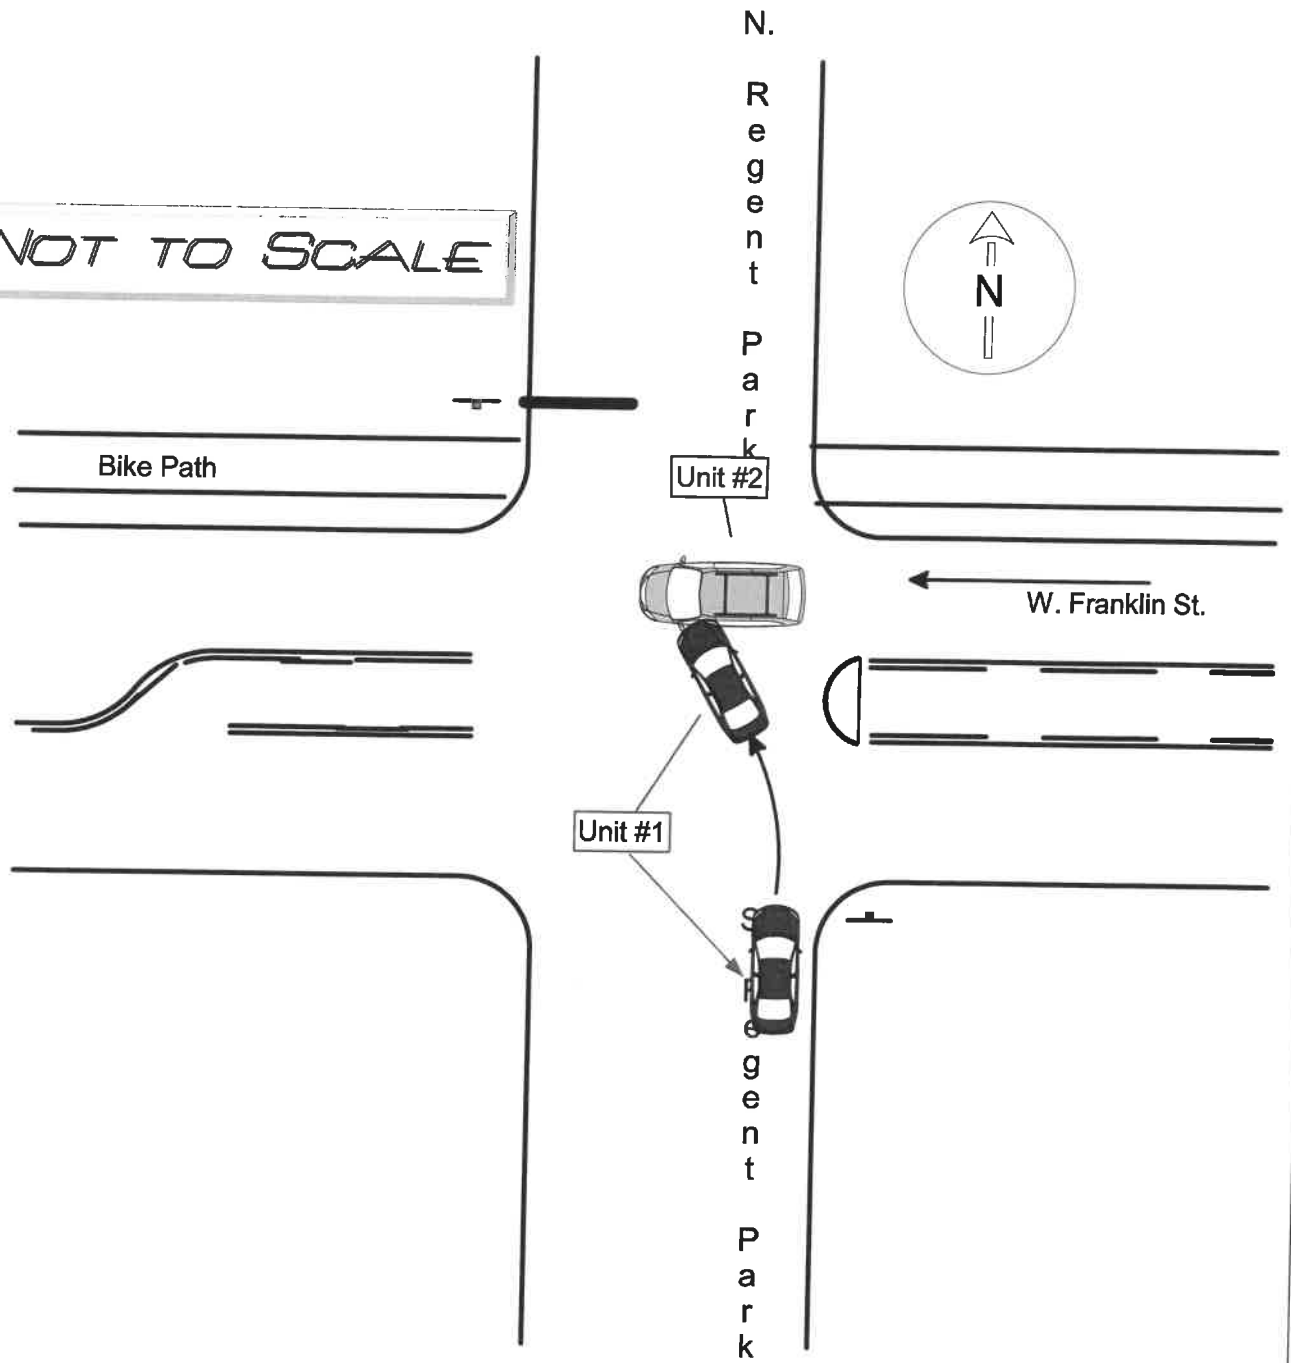 N. Regent Park
NOT TO SCALE
N
Bike Path
Unit #2
W. Franklin St.
Unit #1
S. Regent Park